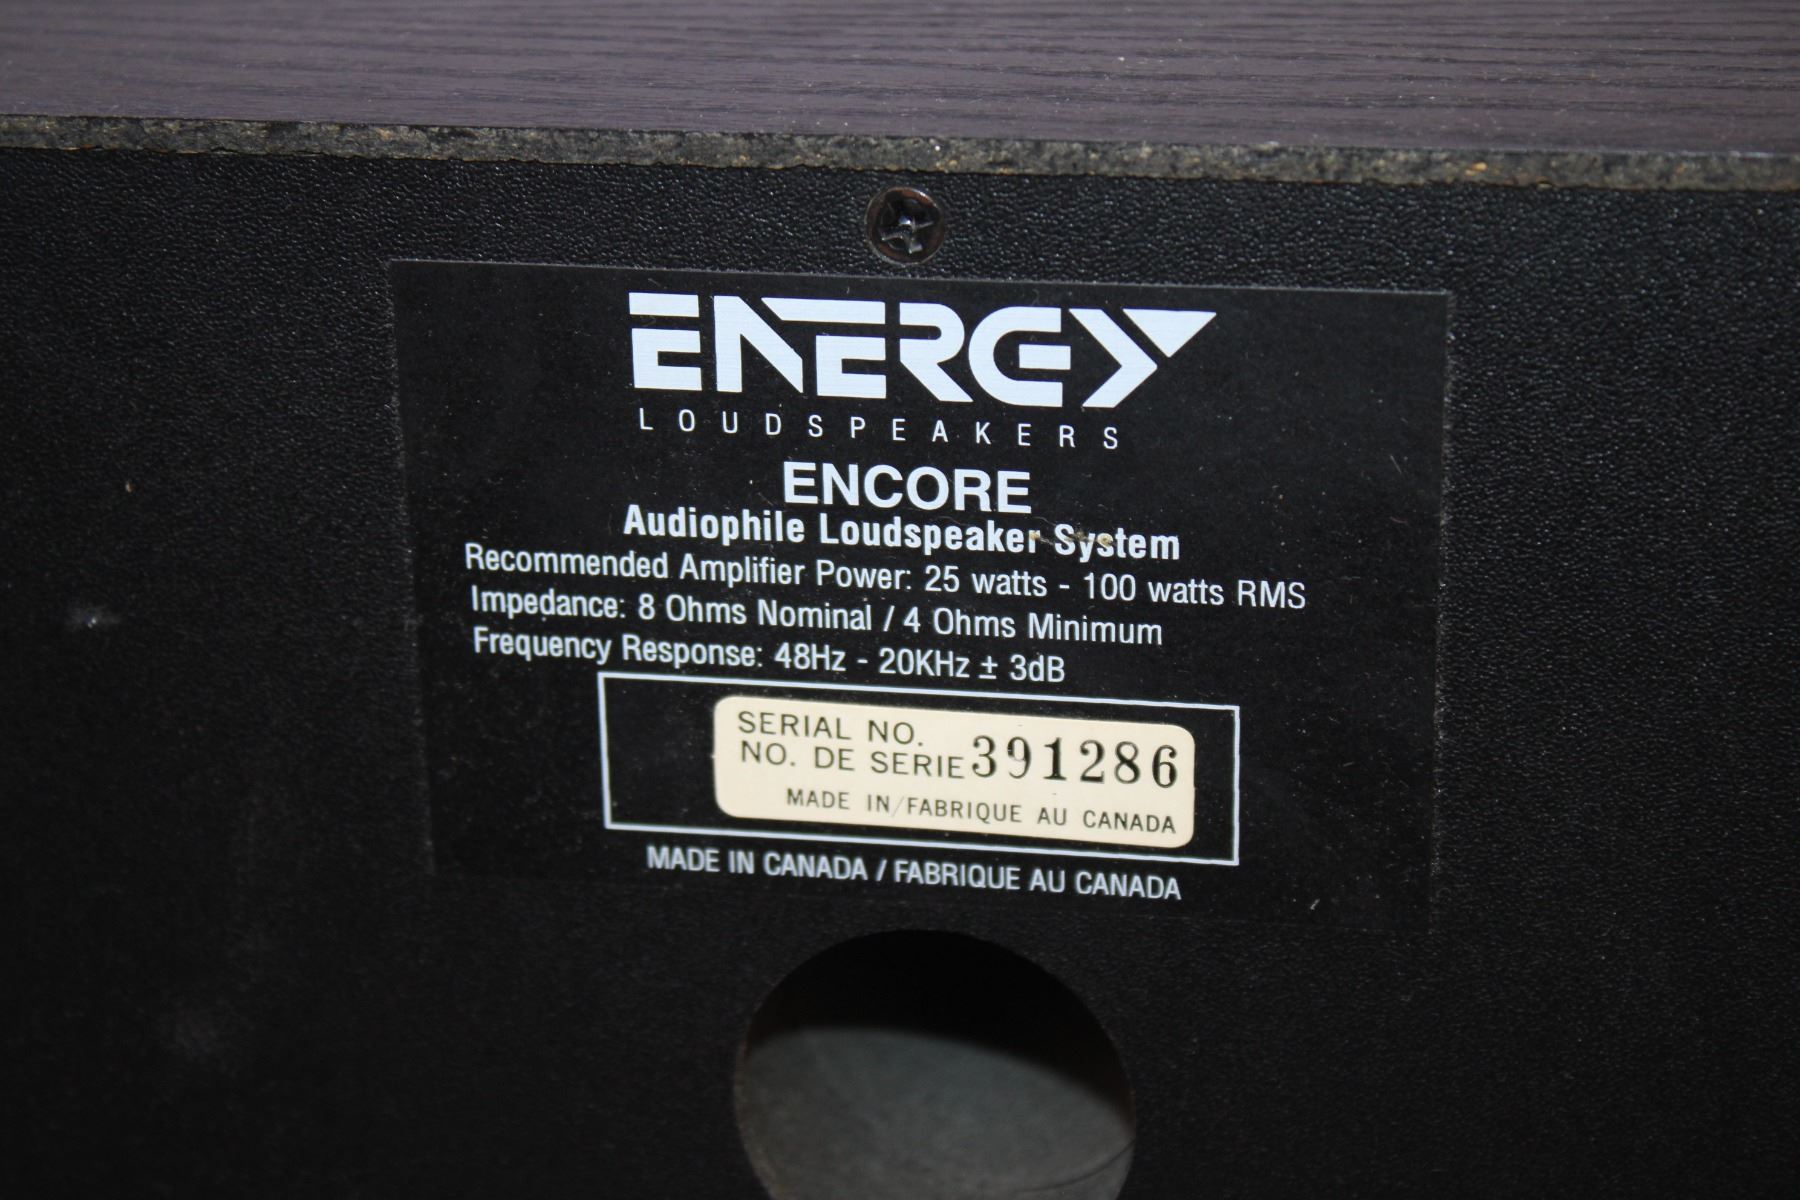 ENERGY
LOUDSPEAKERS
ENCORE
Audiophile Loudspeaker System
Recommended Amplifier Power: 25 watts - 100 watts RMS
Impedance: 8 Ohms Nominal / 4 Ohms Minimum
Frequency Response: 48Hz - 20KHz ± 3dB
SERIAL NO.
NO. DE SERIE 391286
MADE IN/FABRIQUE AU CANADA
MADE IN CANADA / FABRIQUE AU CANADA